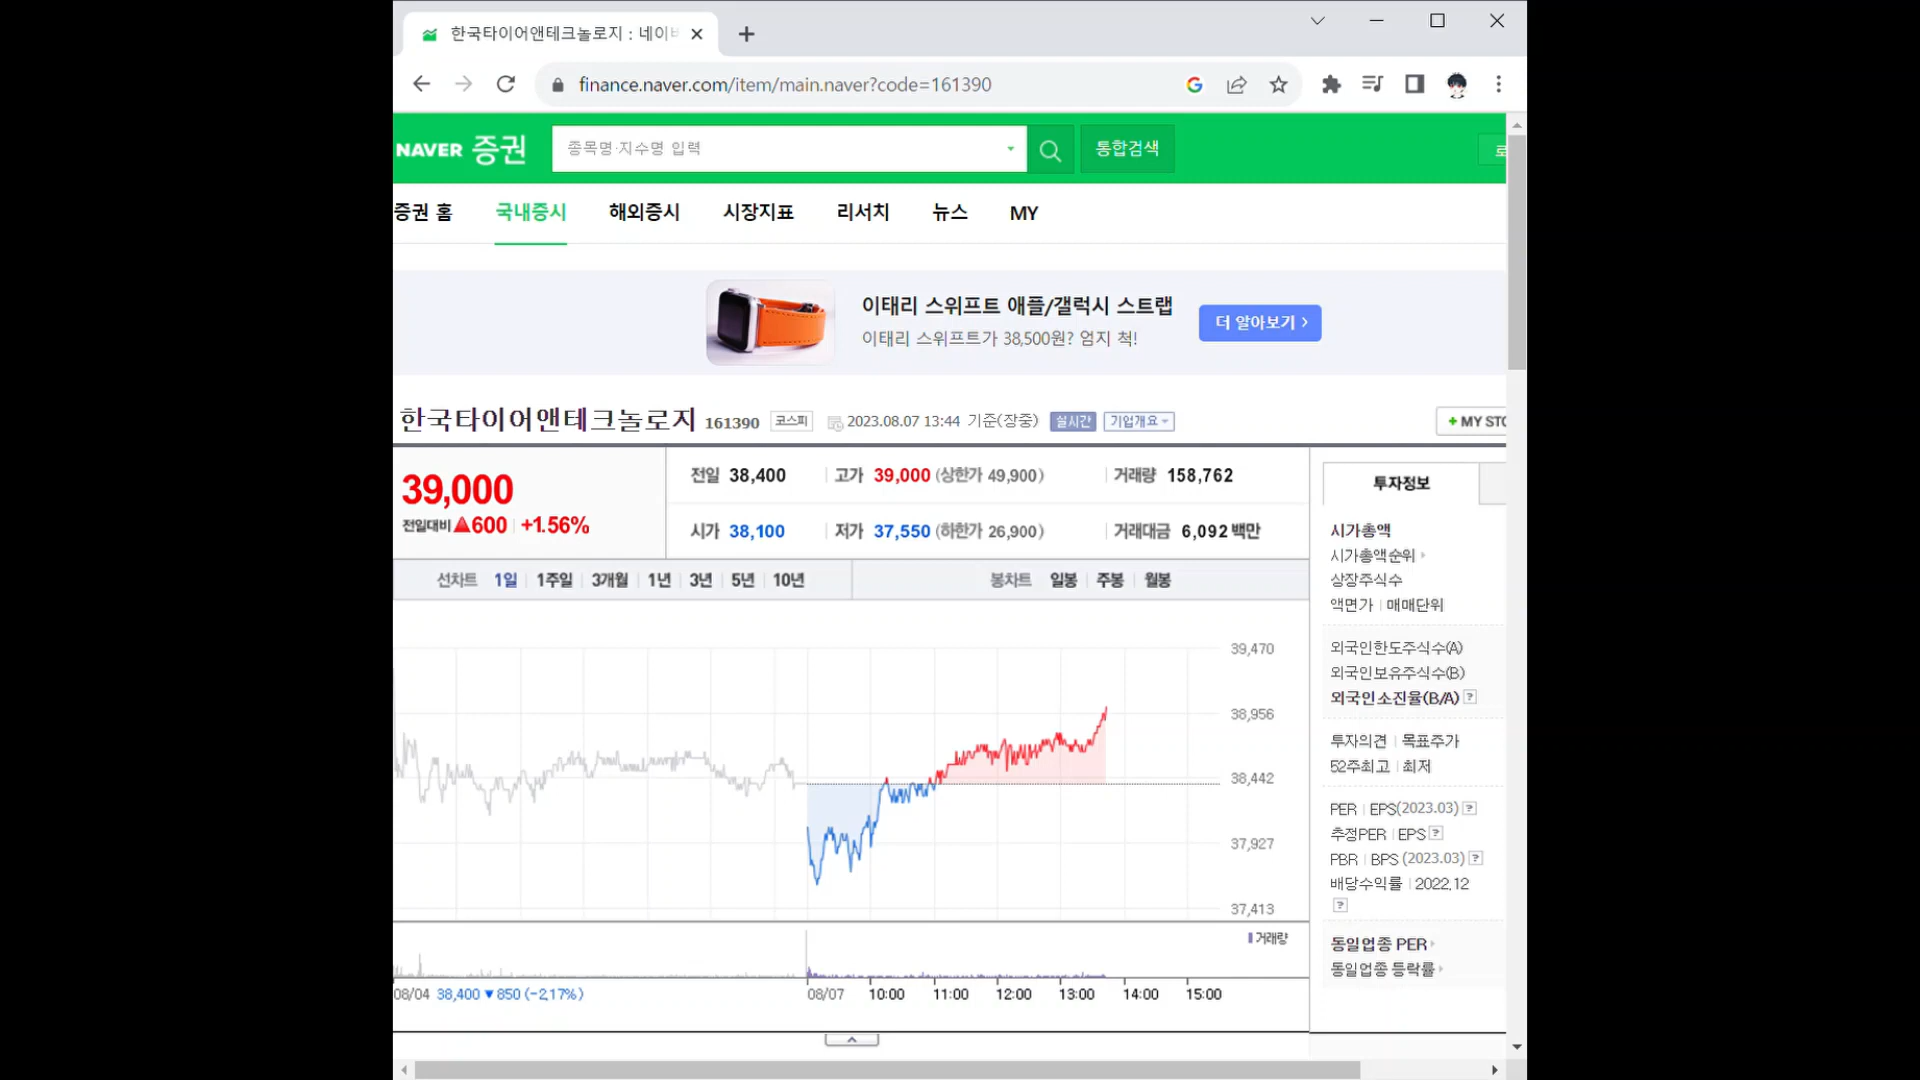 한국타이어앤테크놀로지 : 네이버
finance.naver.com/item/main.naver?code=161390
NAVER 증권
종목명·지수명 입력
통합검색
증권 홈 국내증시 해외증시 시장지표 리서치 뉴스 MY
이태리 스위프트 애플/갤럭시 스트랩
이태리 스위프트가 38,500원? 엄지 척!
더 알아보기 >
한국타이어앤테크놀로지 161390 코스피 2023.08.07 13:44 기준(장중) 실시간 기업개요
+ MY STO
39,000
전일대비 ▲600 +1.56%
전일 38,400 고가 39,000 (상한가 49,900) 거래량 158,762
시가 38,100 저가 37,550 (하한가 26,900) 거래대금 6,092 백만
선차트 1일 1주일 3개월 1년 3년 5년 10년 봉차트 일봉 주봉 월봉
39,470
38,956
38,442
37,927
37,413
거래량
08/04 38,400 ▼850 (-2.17%) 08/07 10:00 11:00 12:00 13:00 14:00 15:00
투자정보
시가총액
시가총액순위
상장주식수
액면가 | 매매단위
외국인한도주식수(A)
외국인보유주식수(B)
외국인소진율(B/A) ?
투자의견 | 목표주가
52주최고 | 최저
PER | EPS(2023.03) ?
추정PER | EPS ?
PBR | BPS (2023.03) ?
배당수익률 | 2022.12
?
동일업종 PER
동일업종 등락률